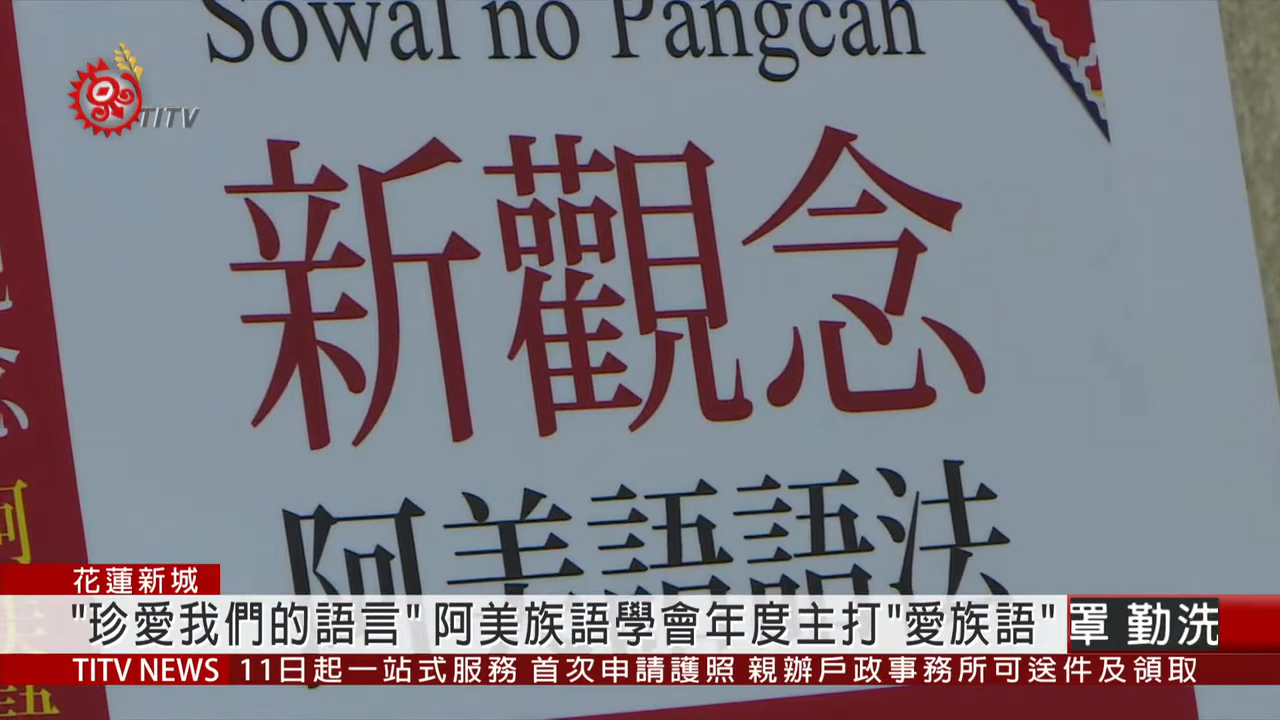 Sowal no Pangcah
TITV
新觀念
阿美語語法
念
阿
花蓮新城
"珍愛我們的語言" 阿美族語學會年度主打"愛族語"
罩 勤洗
TITV NEWS 11日起一站式服務 首次申請護照 親辦戶政事務所可送件及領取